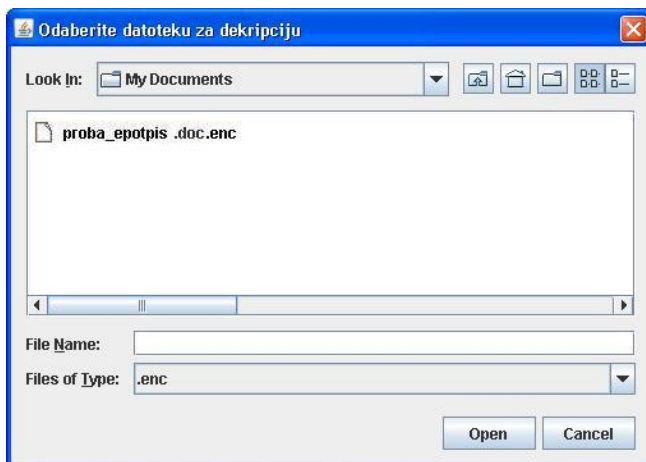 Odaberite datoteku za dekripciju
Look In: My Documents
proba_epotpis .doc.enc
File Name:
Files of Type: .enc
Open Cancel